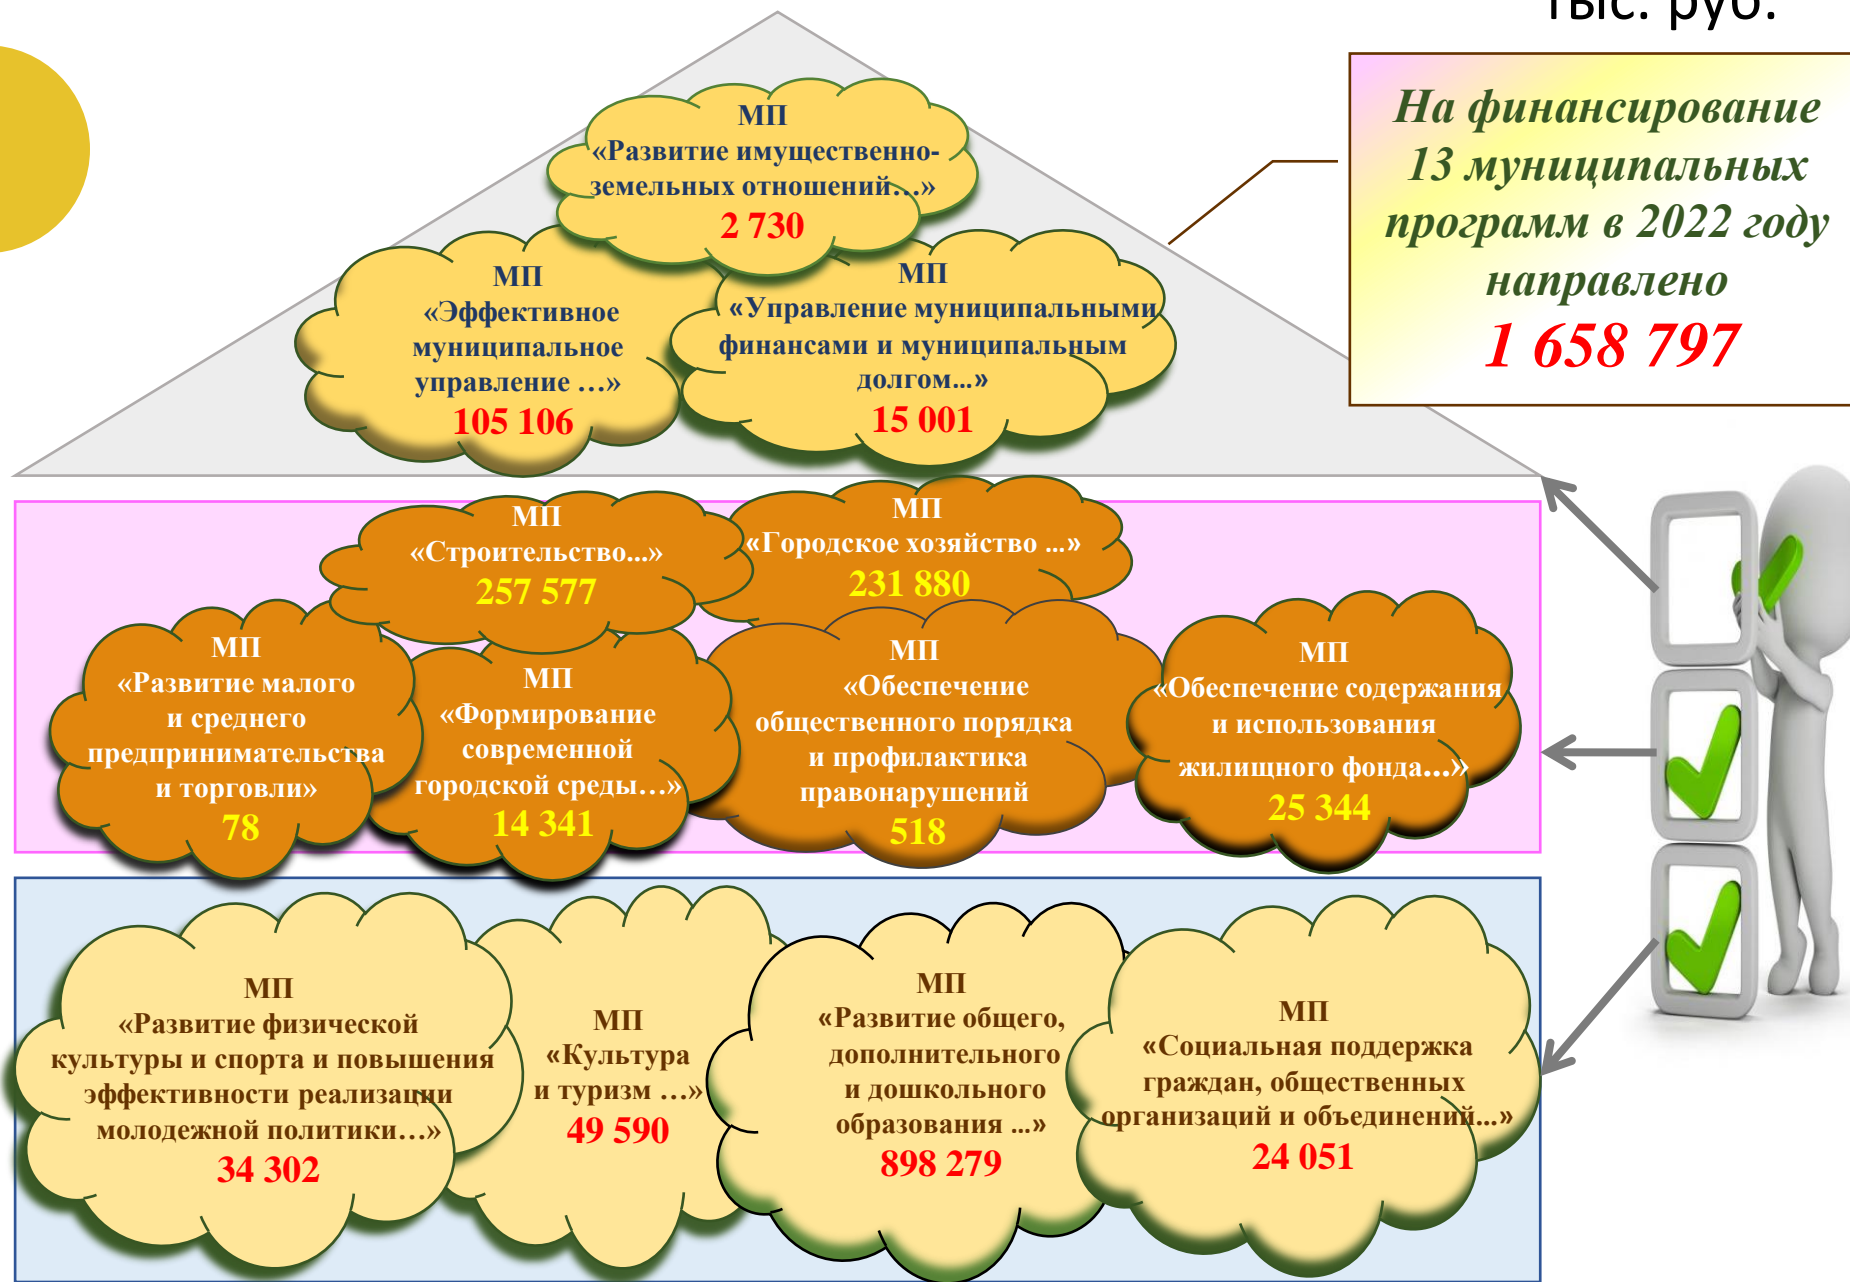 тыс. руб.
На финансирование
13 муниципальных
программ в 2022 году
направлено
1 658 797
МП
«Развитие имущественно-
земельных отношений…»
2 730
МП
«Эффективное
муниципальное
управление …»
105 106
МП
«Управление муниципальными
финансами и муниципальным
долгом...»
15 001
МП
«Строительство...»
257 577
МП
«Городское хозяйство ...»
231 880
МП
«Развитие малого
и среднего
предпринимательства
и торговли»
78
МП
«Формирование
современной
городской среды…»
14 341
МП
«Обеспечение
общественного порядка
и профилактика
правонарушений
518
МП
«Обеспечение содержания
и использования
жилищного фонда...»
25 344
МП
«Развитие физической
культуры и спорта и повышения
эффективности реализации
молодежной политики…»
34 302
МП
«Культура
и туризм …»
49 590
МП
«Развитие общего,
дополнительного
и дошкольного
образования ...»
898 279
МП
«Социальная поддержка
граждан, общественных
организаций и объединений...»
24 051